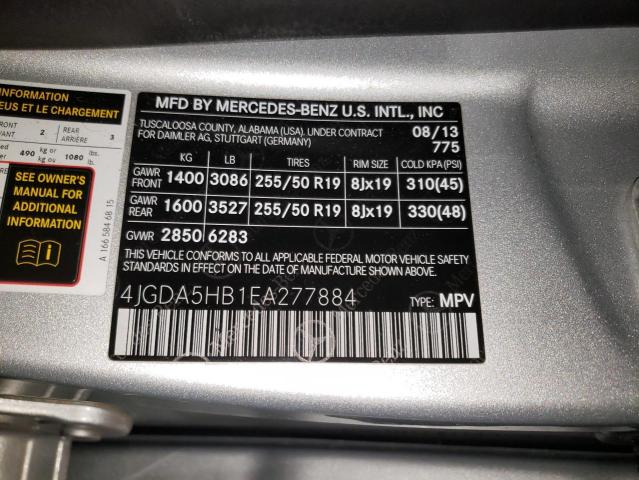 INFORMATION
EUS ET LE CHARGEMENT
FRONT 2 REAR 3
VANT ARRIÈRE
490 kg or 1080 lbs.
kg ou lb.
SEE OWNER'S
MANUAL FOR
ADDITIONAL
INFORMATION
A 166 584 68 15
MFD BY MERCEDES-BENZ U.S. INTL., INC
TUSCALOOSA COUNTY, ALABAMA (USA). UNDER CONTRACT 08/13
FOR DAIMLER AG, STUTTGART (GERMANY) 775
KG LB TIRES RIM SIZE COLD KPA (PSI)
GAWR FRONT 1400 3086 255/50 R19 8Jx19 310(45)
GAWR REAR 1600 3527 255/50 R19 8Jx19 330(48)
GVWR 2850 6283
THIS VEHICLE CONFORMS TO ALL APPLICABLE FEDERAL MOTOR VEHICLE SAFETY
STANDARDS IN EFFECT ON THE DATE OF MANUFACTURE SHOWN ABOVE.
4JGDA5HB1EA277884 TYPE: MPV